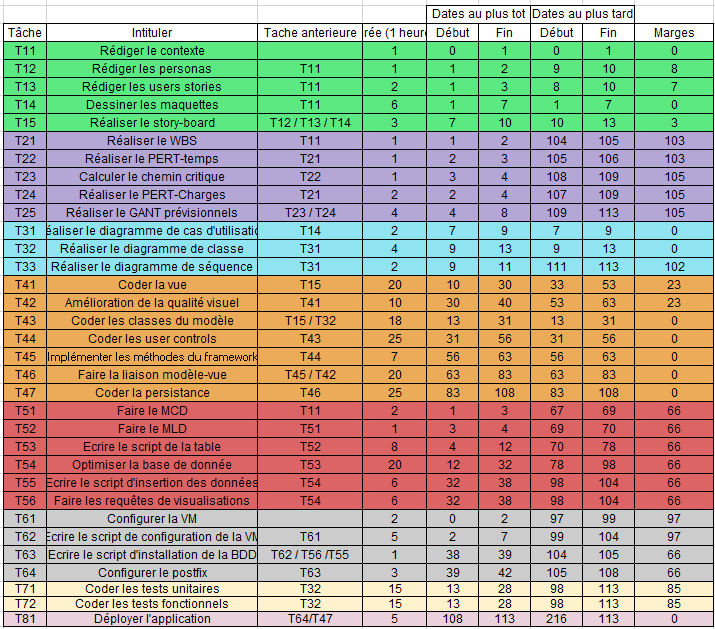 Dates au plus tot Dates au plus tard
Tâche Intituler Tache anterieure rée (1 heure Début Fin Début Fin Marges
T11 Rédiger le contexte 1 0 1 0 1 0
T12 Rédiger les personas T11 1 1 2 9 10 8
T13 Rédiger les users stories T11 2 1 3 8 10 7
T14 Dessiner les maquettes T11 6 1 7 1 7 0
T15 Réaliser le story-board T12 / T13 / T14 3 7 10 10 13 3
T21 Réaliser le WBS T11 1 1 2 104 105 103
T22 Réaliser le PERT-temps T21 1 2 3 105 106 103
T23 Calculer le chemin critique T22 1 3 4 108 109 105
T24 Réaliser le PERT-Charges T21 2 2 4 107 109 105
T25 Réaliser le GANT prévisionnels T23 / T24 4 4 8 109 113 105
T31 éaliser le diagramme de cas d'utilisatio T14 2 7 9 7 9 0
T32 Réaliser le diagramme de classe T31 4 9 13 9 13 0
T33 Réaliser le diagramme de séquence T31 2 9 11 111 113 102
T41 Coder la vue T15 20 10 30 33 53 23
T42 Amélioration de la qualité visuel T41 10 30 40 53 63 23
T43 Coder les classes du modèle T15 / T32 18 13 31 13 31 0
T44 Coder les user controls T43 25 31 56 31 56 0
T45 Implémenter les méthodes du framework T44 7 56 63 56 63 0
T46 Faire la liaison modèle-vue T45 / T42 20 63 83 63 83 0
T47 Coder la persistance T46 25 83 108 83 108 0
T51 Faire le MCD T11 2 1 3 67 69 66
T52 Faire le MLD T51 1 3 4 69 70 66
T53 Ecrire le script de la table T52 8 4 12 70 78 66
T54 Optimiser la base de donnée T53 20 12 32 78 98 66
T55 Ecrire le script d'insertion des données T54 6 32 38 98 104 66
T56 Faire les requêtes de visualisations T54 6 32 38 98 104 66
T61 Configurer la VM 2 0 2 97 99 97
T62 Ecrire le script de configuration de la VM T61 5 2 7 99 104 97
T63 Ecrire le script d'installation de la BDD T62 / T56 /T55 1 38 39 104 105 66
T64 Configurer le postfix T63 3 39 42 105 108 66
T71 Coder les tests unitaires T32 15 13 28 98 113 85
T72 Coder les tests fonctionnels T32 15 13 28 98 113 85
T81 Déployer l'application T64/T47 5 108 113 216 113 0